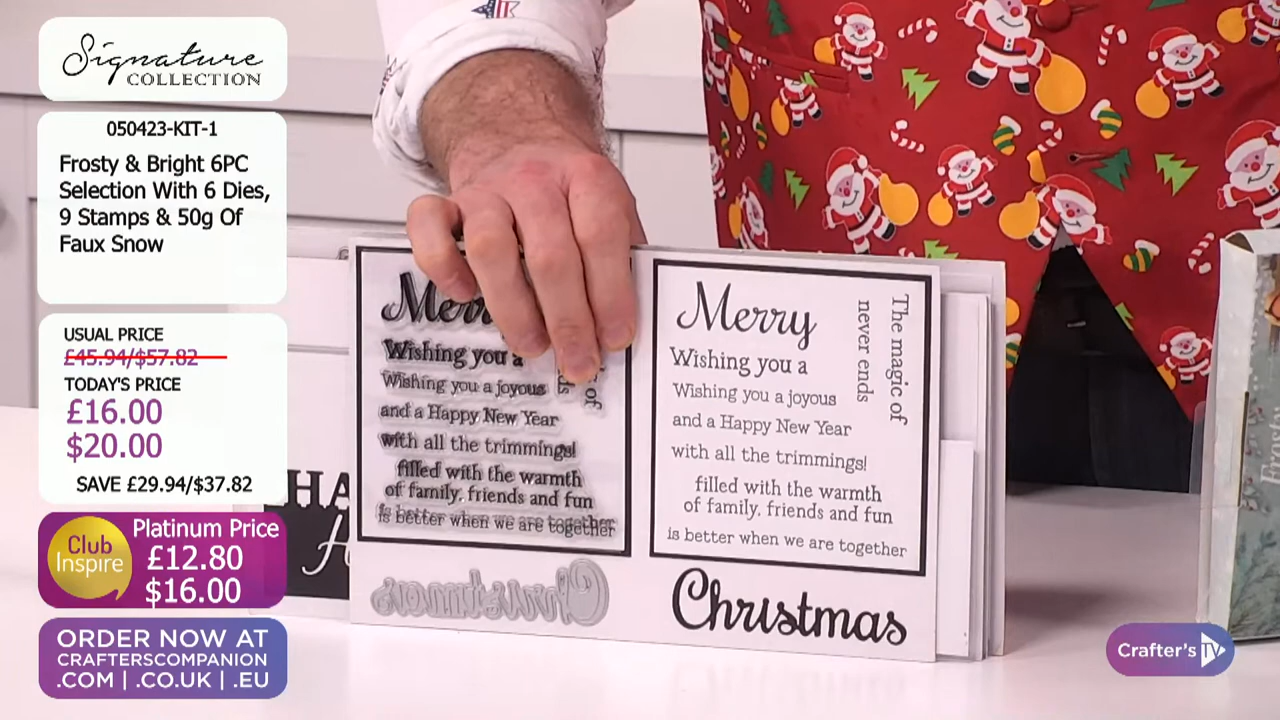 Signature
COLLECTION
050423-KIT-1
Frosty & Bright 6PC
Selection With 6 Dies,
9 Stamps & 50g Of
Faux Snow
USUAL PRICE
£45.94/$57.82
TODAY'S PRICE
£16.00
$20.00
SAVE £29.94/$37.82
Club
Inspire
Platinum Price
£12.80
$16.00
ORDER NOW AT
CRAFTERSCOMPANION
.COM | .CO.UK | .EU
Wishing you a
Wishing you a joyous
and a Happy New Year
with all the trimmings!
filled with the warmth
of family, friends and fun
is better when we are together
Christmas
Merry
Wishing you a
Wishing you a joyous
and a Happy New Year
with all the trimmings!
filled with the warmth
of family, friends and fun
is better when we are together
The magic of
never ends
Christmas
Crafter's TV